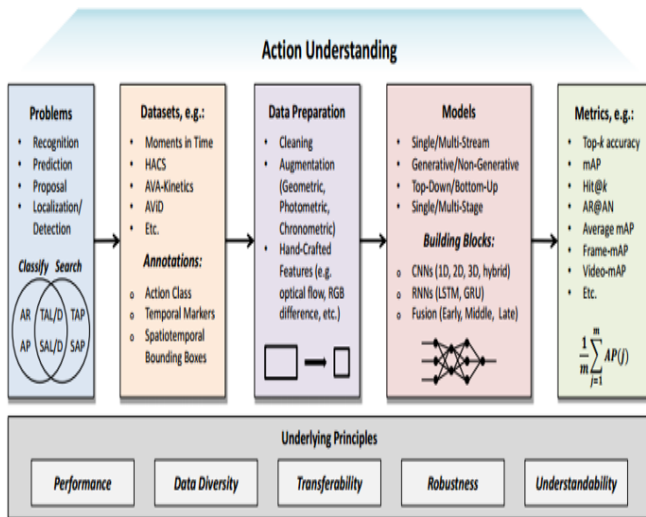 Action Understanding
Problems
• Recognition
• Prediction
• Proposal
• Localization/
Detection
Classify Search
AR TAL/D TAP
AP SAL/D SAP
Datasets, e.g.:
• Moments in Time
• HACS
• AVA-Kinetics
• AViD
• Etc.
Annotations:
o Action Class
o Temporal Markers
o Spatiotemporal
Bounding Boxes
Data Preparation
• Cleaning
• Augmentation
(Geometric,
Photometric,
Chronometric)
• Hand-Crafted
Features (e.g.
optical flow, RGB
difference, etc.)
Models
• Single/Multi-Stream
• Generative/Non-Generative
• Top-Down/Bottom-Up
• Single/Multi-Stage
Building Blocks:
o CNNs (1D, 2D, 3D, hybrid)
o RNNs (LSTM, GRU)
o Fusion (Early, Middle, Late)
Metrics, e.g.:
• Top-k accuracy
• mAP
• Hit@k
• AR@AN
• Average mAP
• Frame-mAP
• Video-mAP
• Etc.
1/m ∑ j=1 m AP(j)
Underlying Principles
Performance
Data Diversity
Transferability
Robustness
Understandability